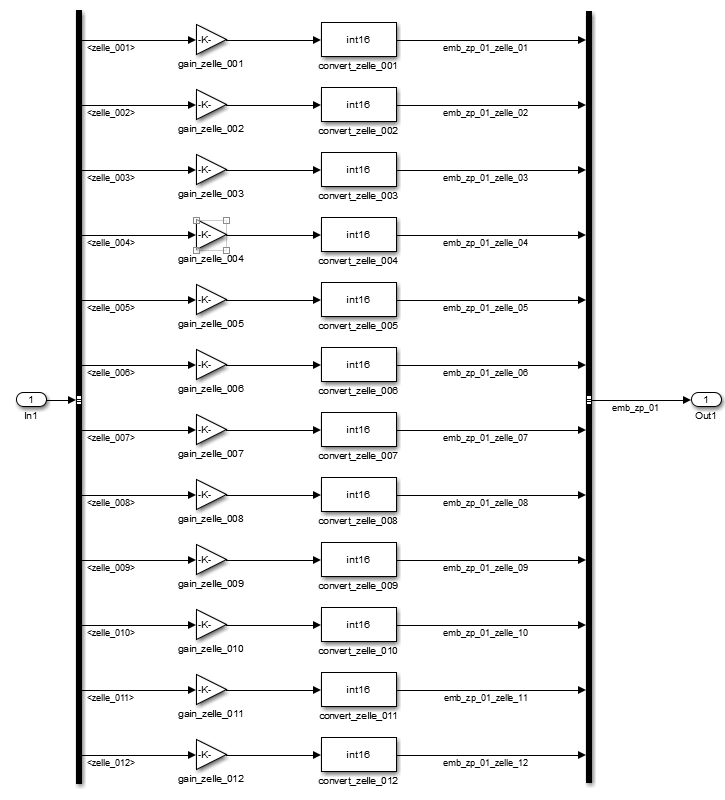 -K- int16
<zelle_001> emb_zp_01_zelle_01
gain_zelle_001 convert_zelle_001
-K- int16
<zelle_002> emb_zp_01_zelle_02
gain_zelle_002 convert_zelle_002
-K- int16
<zelle_003> emb_zp_01_zelle_03
gain_zelle_003 convert_zelle_003
-K- int16
<zelle_004> emb_zp_01_zelle_04
gain_zelle_004 convert_zelle_004
-K- int16
<zelle_005> emb_zp_01_zelle_05
gain_zelle_005 convert_zelle_005
-K- int16
<zelle_006> emb_zp_01_zelle_06
gain_zelle_006 convert_zelle_006
1 1
In1 emb_zp_01 Out1
-K- int16
<zelle_007> emb_zp_01_zelle_07
gain_zelle_007 convert_zelle_007
-K- int16
<zelle_008> emb_zp_01_zelle_08
gain_zelle_008 convert_zelle_008
-K- int16
<zelle_009> emb_zp_01_zelle_09
gain_zelle_009 convert_zelle_009
-K- int16
<zelle_010> emb_zp_01_zelle_10
gain_zelle_010 convert_zelle_010
-K- int16
<zelle_011> emb_zp_01_zelle_11
gain_zelle_011 convert_zelle_011
-K- int16
<zelle_012> emb_zp_01_zelle_12
gain_zelle_012 convert_zelle_012